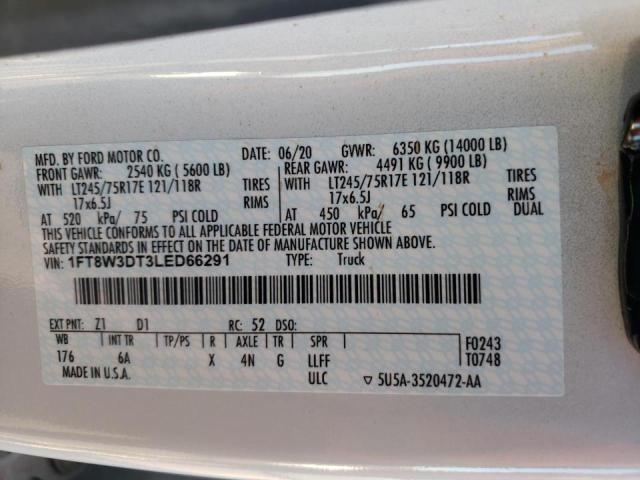 MFD. BY FORD MOTOR CO.
DATE: 06/20 GVWR: 6350 KG (14000 LB)
FRONT GAWR: 2540 KG (5600 LB)
WITH LT245/75R17E 121/118R TIRES
17x6.5J RIMS
AT 520 kPa/ 75 PSI COLD
REAR GAWR: 4491 KG (9900 LB)
WITH LT245/75R17E 121/118R TIRES
17x6.5J RIMS
AT 450 kPa/ 65 PSI COLD DUAL
THIS VEHICLE CONFORMS TO ALL APPLICABLE FEDERAL MOTOR VEHICLE
SAFETY STANDARDS IN EFFECT ON THE DATE OF MANUFACTURE SHOWN ABOVE.
VIN: 1FT8W3DT3LED66291 TYPE: Truck
EXT PNT: Z1 D1 RC: 52 DSO:
WB INT TR TP/PS R AXLE TR SPR F0243
176 6A X 4N G LLFF T0748
MADE IN U.S.A. ULC 5U5A-3520472-AA